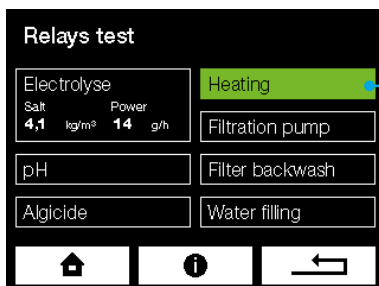 Relays test
Electrolyse
Salt Power
4,1 kg/m³ 14 g/h
pH
Algicide
Heating
Filtration pump
Filter backwash
Water filling